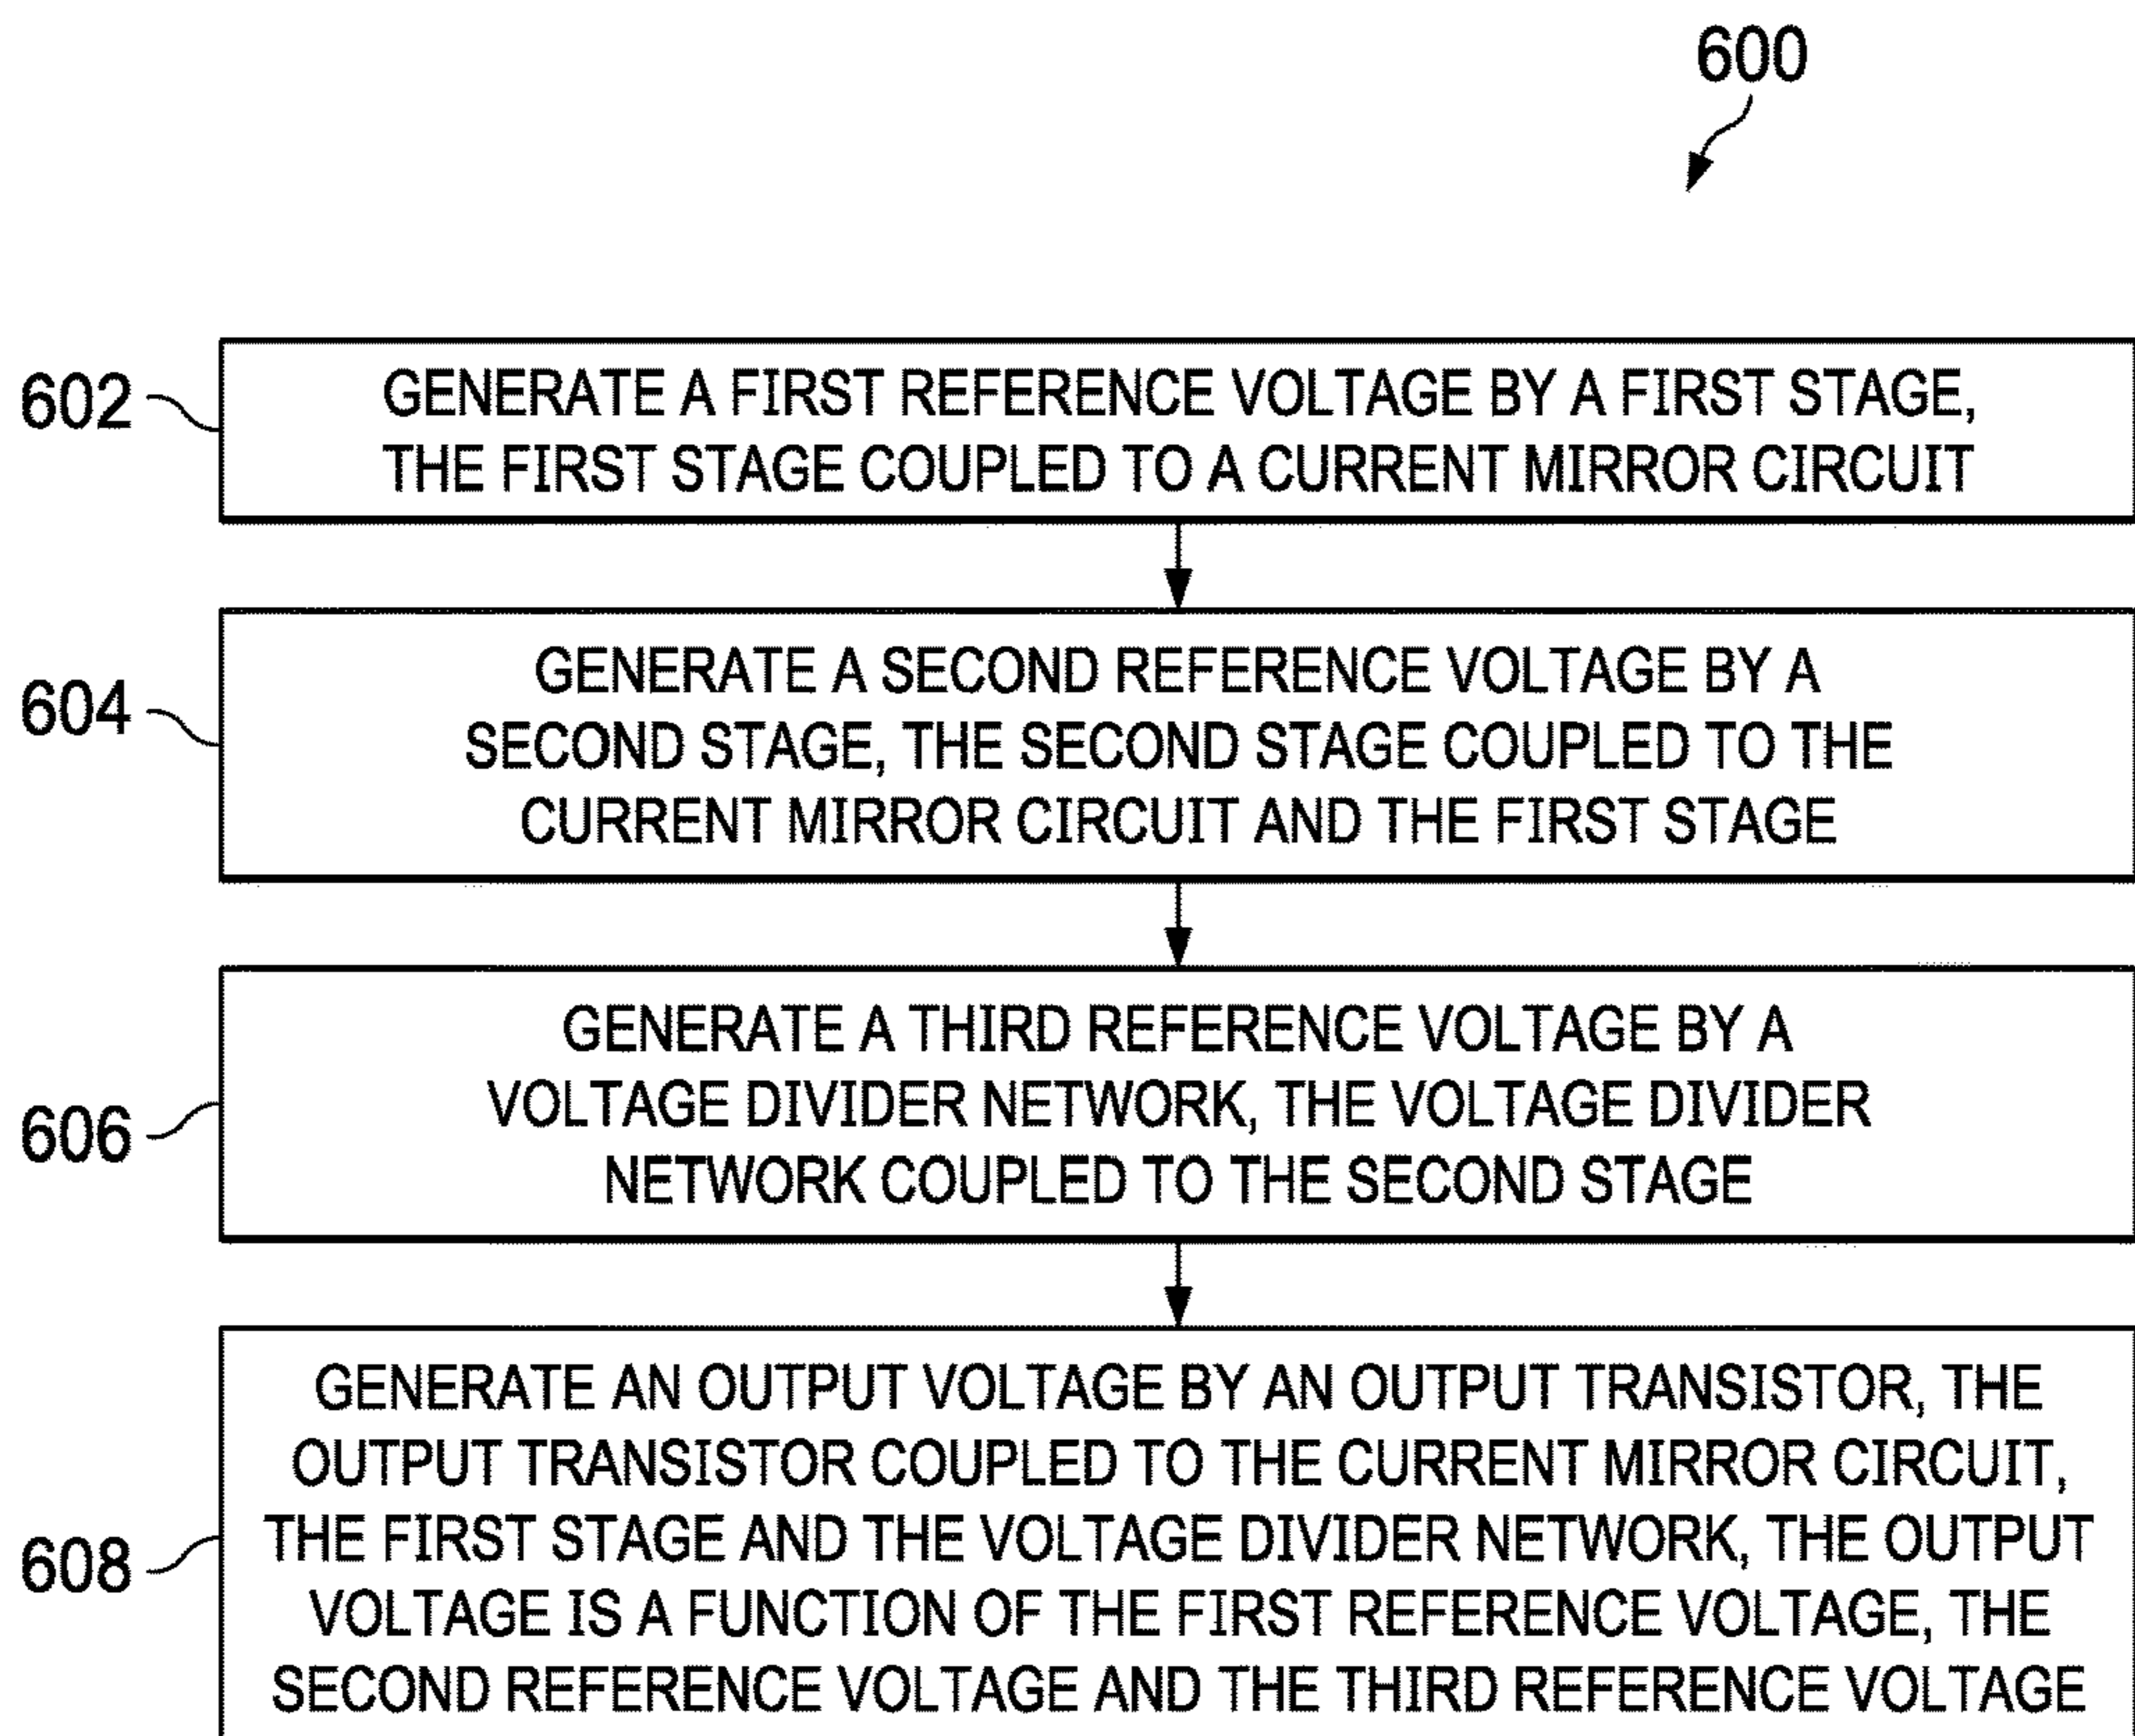 600
602
GENERATE A FIRST REFERENCE VOLTAGE BY A FIRST STAGE,
THE FIRST STAGE COUPLED TO A CURRENT MIRROR CIRCUIT
604
GENERATE A SECOND REFERENCE VOLTAGE BY A
SECOND STAGE, THE SECOND STAGE COUPLED TO THE
CURRENT MIRROR CIRCUIT AND THE FIRST STAGE
606
GENERATE A THIRD REFERENCE VOLTAGE BY A
VOLTAGE DIVIDER NETWORK, THE VOLTAGE DIVIDER
NETWORK COUPLED TO THE SECOND STAGE
608
GENERATE AN OUTPUT VOLTAGE BY AN OUTPUT TRANSISTOR, THE
OUTPUT TRANSISTOR COUPLED TO THE CURRENT MIRROR CIRCUIT,
THE FIRST STAGE AND THE VOLTAGE DIVIDER NETWORK, THE OUTPUT
VOLTAGE IS A FUNCTION OF THE FIRST REFERENCE VOLTAGE, THE
SECOND REFERENCE VOLTAGE AND THE THIRD REFERENCE VOLTAGE